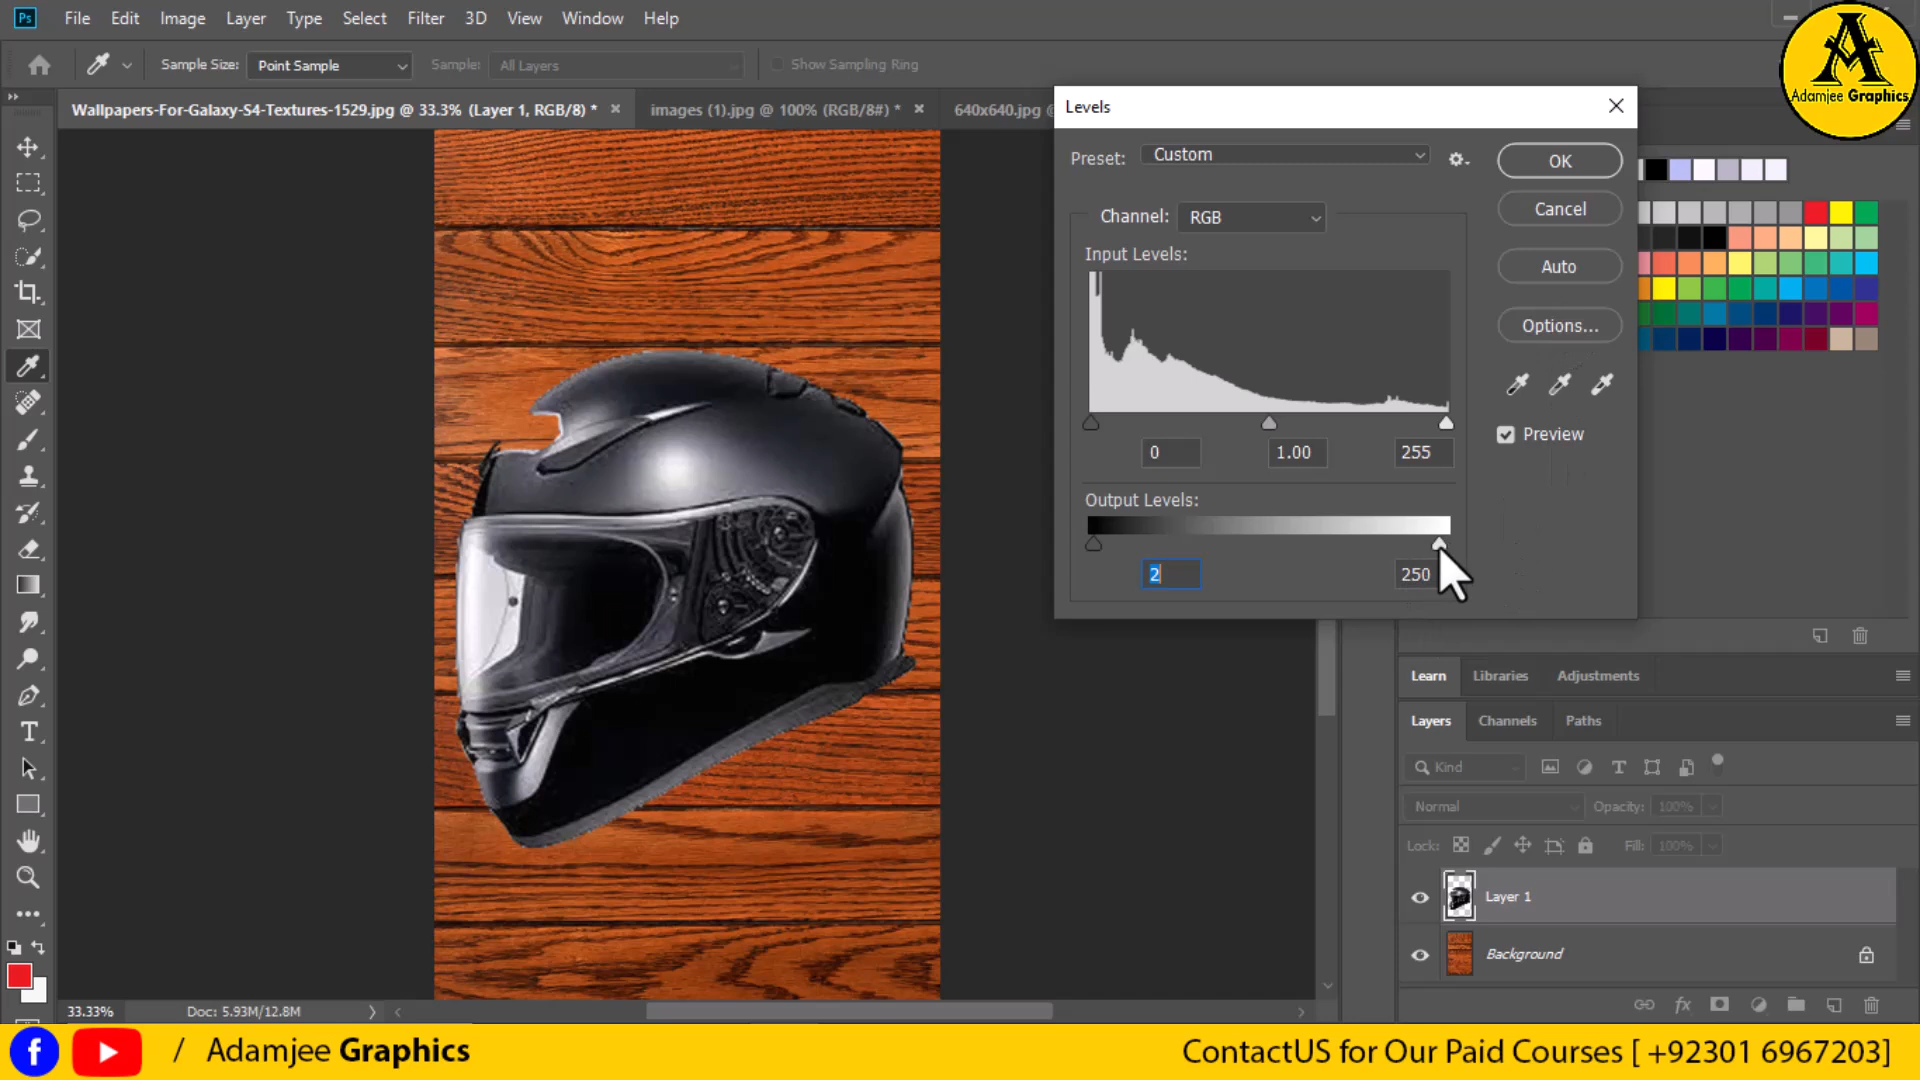 Ps File Edit Image Layer Type Select Filter 3D View Window Help
Sample Size: Point Sample Sample: All Layers Show Sampling Ring
A
Adamjee Graphics
Wallpapers-For-Galaxy-S4-Textures-1529.jpg @ 33.3% (Layer 1, RGB/8) * × images (1).jpg @ 100% (RGB/8#) * × 640x640.jpg @
Levels
Preset: Custom
OK
Channel: RGB
Cancel
Input Levels:
Auto
Options...
Preview
0 1.00 255
Output Levels:
2 250
Learn Libraries Adjustments
Layers Channels Paths
Kind
Normal Opacity: 100%
Lock: Fill: 100%
Layer 1
Background
33.33% Doc: 5.93M/12.8M
f / Adamjee Graphics
ContactUS for Our Paid Courses [ +92301 6967203]